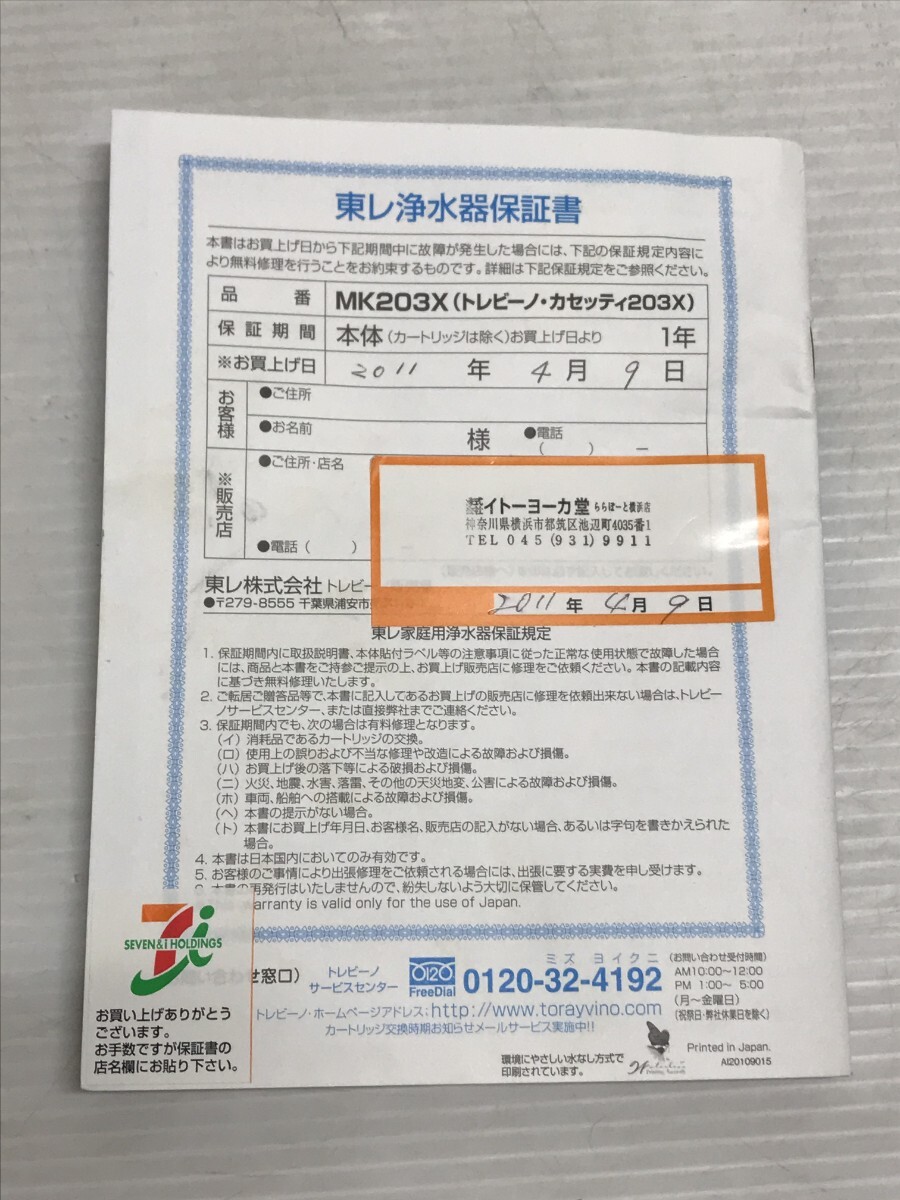 東レ浄水器保証書
本書はお買上げ日から下記期間中に故障が発生した場合には、下記の保証規定内容に
より無料修理を行うことをお約束するものです。詳細は下記保証規定をご参照ください。
品番 MK203X(トレビーノ・カセッティ203X)
保証期間 本体(カートリッジは除く)お買上げ日より 1年
※お買上げ日 2011 年 4 月 9 日
お客様
●ご住所
●お名前 様 ●電話
( ) −
※販売店
●ご住所・店名
●電話( )
株式会社イトーヨーカ堂 ららぽーと横浜店
神奈川県横浜市都筑区池辺町4035番1
TEL 045 (931) 9911
2011 年 4 月 9 日
東レ株式会社 トレビー
●〒279-8555 千葉県浦安市
東レ家庭用浄水器保証規定
1. 保証期間内に取扱説明書、本体貼付ラベル等の注意事項に従った正常な使用状態で故障した場合
には、商品と本書をご持参ご提示の上、お買上げ販売店に修理をご依頼ください。本書の記載内容
に基づき無料修理いたします。
2. ご転居ご贈答品等で、本書に記入してあるお買上げの販売店に修理を依頼出来ない場合は、トレビー
ノサービスセンター、または直接弊社までご連絡ください。
3. 保証期間内でも、次の場合は有料修理となります。
(イ) 消耗品であるカートリッジの交換。
(ロ) 使用上の誤りおよび不当な修理や改造による故障および損傷。
(ハ) お買上げ後の落下等による破損および損傷。
(ニ) 火災、地震、水害、落雷、その他の天災地変、公害による故障および損傷。
(ホ) 車両、船舶への搭載による故障および損傷。
(ヘ) 本書の提示がない場合。
(ト) 本書にお買上げ年月日、お客様名、販売店の記入がない場合、あるいは字句を書きかえられた
場合。
4. 本書は日本国内においてのみ有効です。
5. お客様のご事情により出張修理をご依頼される場合には、出張に要する実費を申し受けます。
本書の再発行はいたしませんので、紛失しないよう大切に保管してください。
warranty is valid only for the use of Japan.
SEVEN&i HOLDINGS
お買い上げありがとう
ございます。
お手数ですが保証書の
店名欄にお貼り下さい。
せ窓口)
トレビーノ
サービスセンター
FreeDial
ミズ ヨイクニ
0120-32-4192
(お問い合わせ受付時間)
AM10:00〜12:00
PM 1:00〜 5:00
(月〜金曜日)
(祝祭日・弊社休業日を除く)
トレビーノ・ホームページアドレス:http://www.torayvino.com
カートリッジ交換時期お知らせメールサービス実施中!!
環境にやさしい水なし方式で
印刷されています。
Printed in Japan.
AI20109015